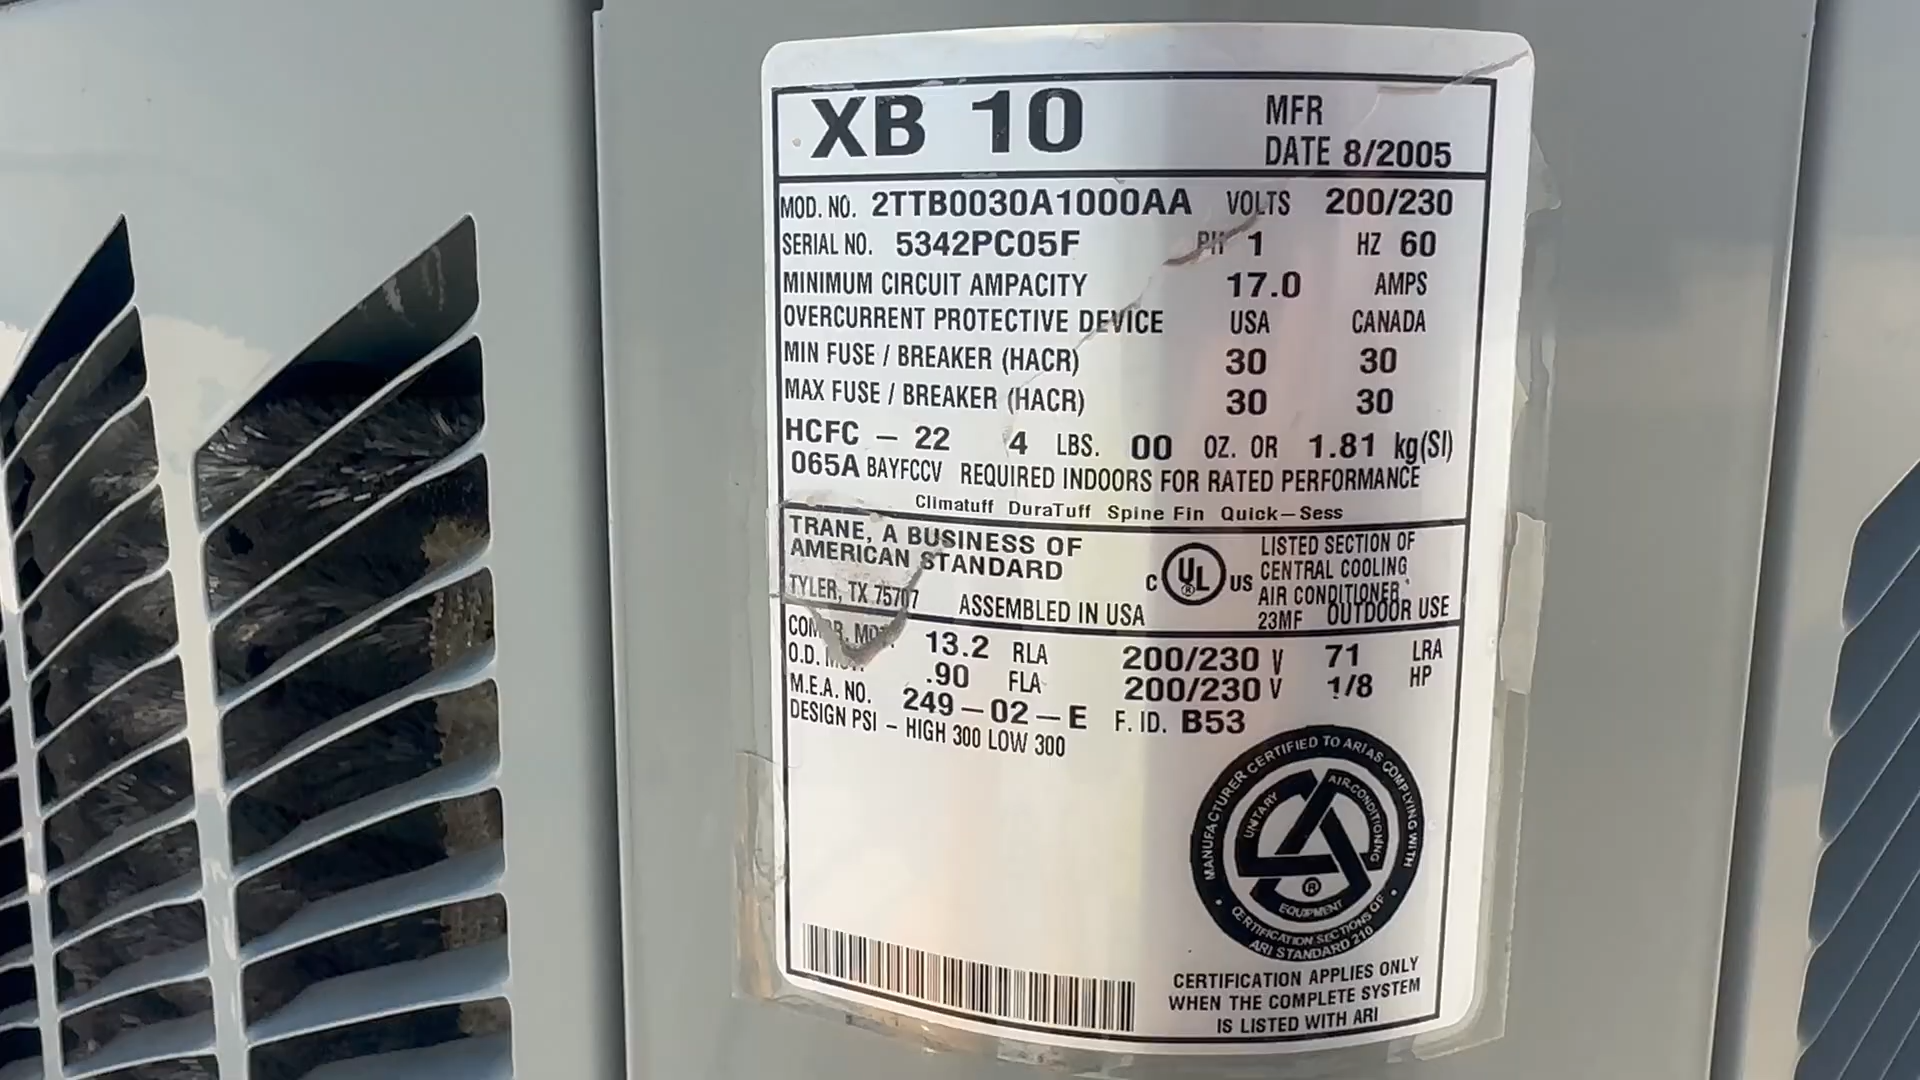 XB 10
MFR
DATE 8/2005
MOD. NO. 2TTB0030A1000AA VOLTS 200/230
SERIAL NO. 5342PC05F PH 1 HZ 60
MINIMUM CIRCUIT AMPACITY 17.0 AMPS
OVERCURRENT PROTECTIVE DEVICE USA CANADA
MIN FUSE / BREAKER (HACR) 30 30
MAX FUSE / BREAKER (HACR) 30 30
HCFC – 22 4 LBS. 00 OZ. OR 1.81 kg(SI)
065A BAYFCCV REQUIRED INDOORS FOR RATED PERFORMANCE
Climatuff DuraTuff Spine Fin Quick–Sess
TRANE, A BUSINESS OF
AMERICAN STANDARD
TYLER, TX 75707
ASSEMBLED IN USA
C UL ® US
LISTED SECTION OF
CENTRAL COOLING
AIR CONDITIONER
23MF OUTDOOR USE
COMPR. MOT. 13.2 RLA 200/230 V 71 LRA
O.D. .90 FLA 200/230 V 1/8 HP
M.E.A. NO. 249–02–E F. ID. B53
DESIGN PSI – HIGH 300 LOW 300
MANUFACTURER CERTIFIED TO ARI AS COMPLYING WITH
• CERTIFICATION SECTIONS OF •
ARI STANDARD 210
UNITARY
AIR-CONDITIONING
EQUIPMENT
®
CERTIFICATION APPLIES ONLY
WHEN THE COMPLETE SYSTEM
IS LISTED WITH ARI